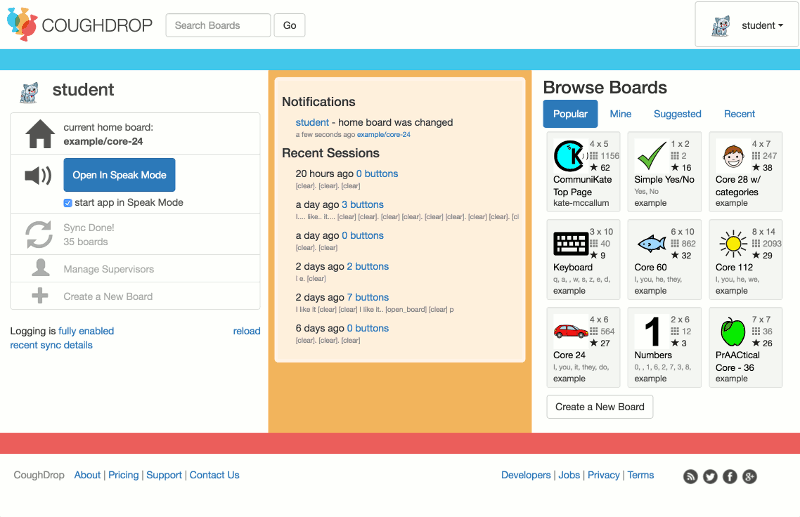 COUGHDROP
Search Boards
Go
student
student
current home board:
example/core-24
Open In Speak Mode
start app in Speak Mode
Sync Done!
35 boards
Manage Supervisors
Create a New Board
Logging is fully enabled
reload
recent sync details
Notifications
student - home board was changed
a few seconds ago example/core-24
Recent Sessions
20 hours ago 0 buttons
[clear]. [clear]. [clear]
a day ago 3 buttons
I.... like.. it.... [clear] [clear] [clear]. [clear] [clear]. [clear]. [clear] [clear]. [cl
a day ago 0 buttons
[clear]. [clear]
2 days ago 2 buttons
I e. [clear]
2 days ago 7 buttons
I like it [clear] [clear] I like it.. [open_board] [clear] p
6 days ago 0 buttons
[clear]. [clear]. [clear]
Browse Boards
Popular
Mine
Suggested
Recent
CK
4 x 5
1156
62
CommuniKate
Top Page
kate-mccallum
1 x 2
2
16
Simple Yes/No
Yes, No
example
4 x 7
247
38
Core 28 w/
categories
example
3 x 10
40
9
Keyboard
q, a, , w, s, z, e, d,
example
6 x 10
862
32
Core 60
I, you, he, they,
example
8 x 14
2093
29
Core 112
I, you, he, we,
example
4 x 6
564
27
Core 24
I, you, it, they, do,
example
1
2 x 6
12
3
Numbers
0, , 1, 6, 2, 7, 3, 8,
example
7 x 7
36
26
PrAACtical
Core - 36
example
Create a New Board
CoughDrop About | Pricing | Support | Contact Us
Developers | Jobs | Privacy | Terms